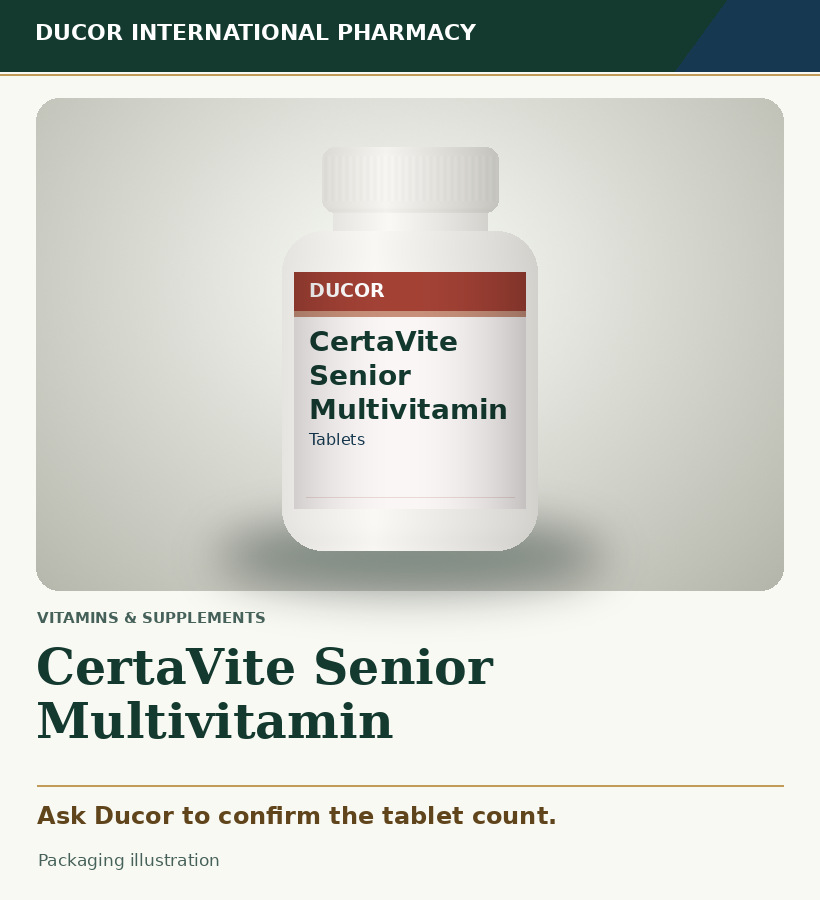 DUCOR INTERNATIONAL PHARMACY
DUCOR
CertaVite
Senior
Multivitamin
Tablets
VITAMINS & SUPPLEMENTS
CertaVite Senior
Multivitamin
Ask Ducor to confirm the tablet count.
Packaging illustration